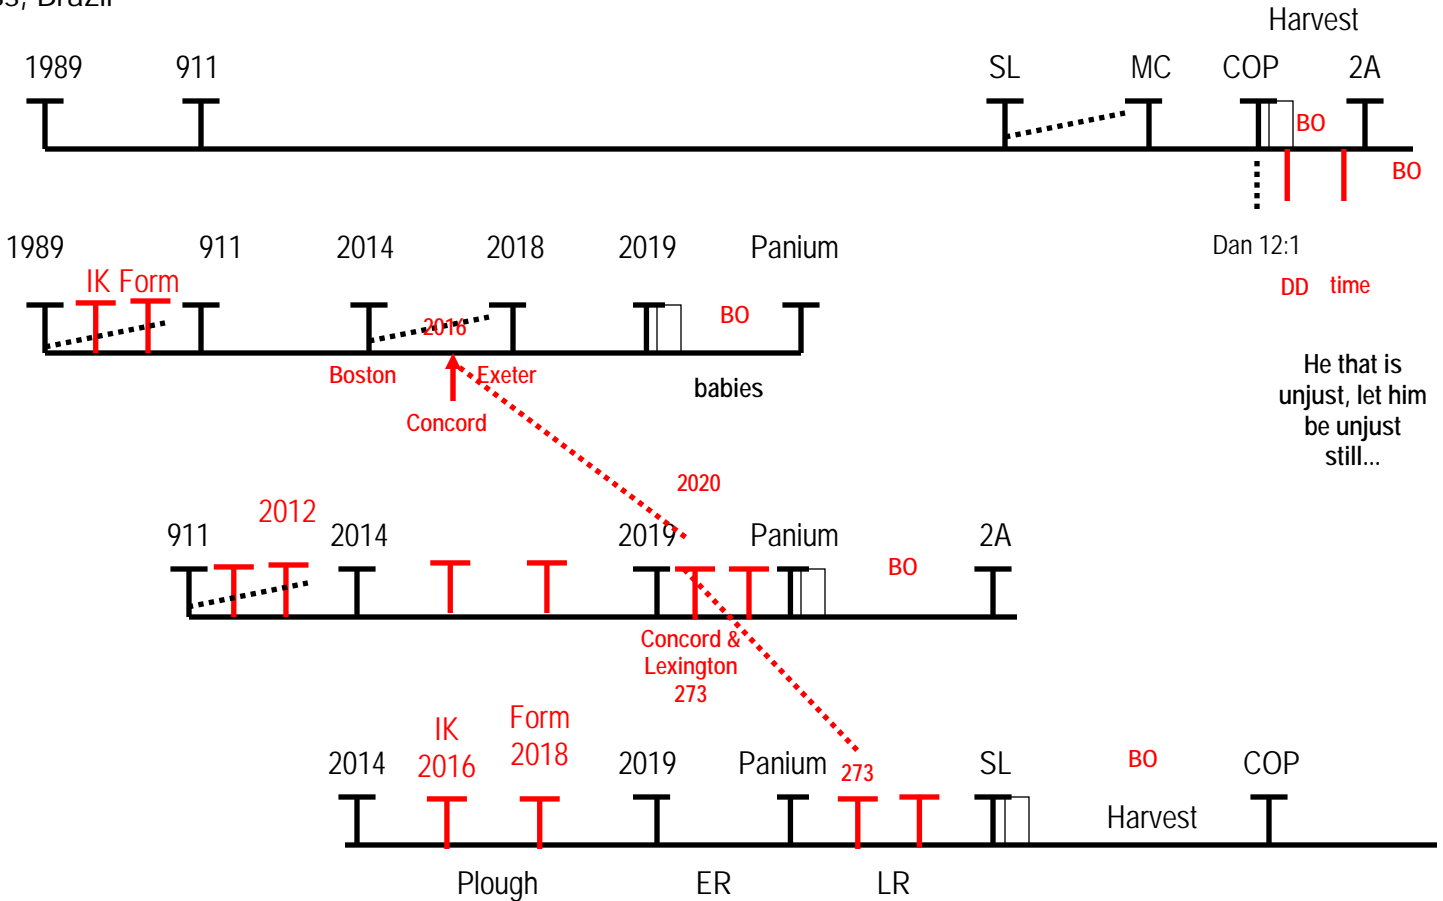 ss, Brazil
Harvest
1989 911 SL MC COP 2A
BO
BO
Dan 12:1
DD time
He that is
unjust, let him
be unjust
still...
1989 911 2014 2018 2019 Panium
IK Form
2016
BO
Boston Exeter
babies
Concord
2020
2012
911 2014 2019 Panium 2A
BO
Concord &
Lexington
273
IK
2016
Form
2018
2014 2019 Panium 273 SL BO COP
Harvest
Plough ER LR